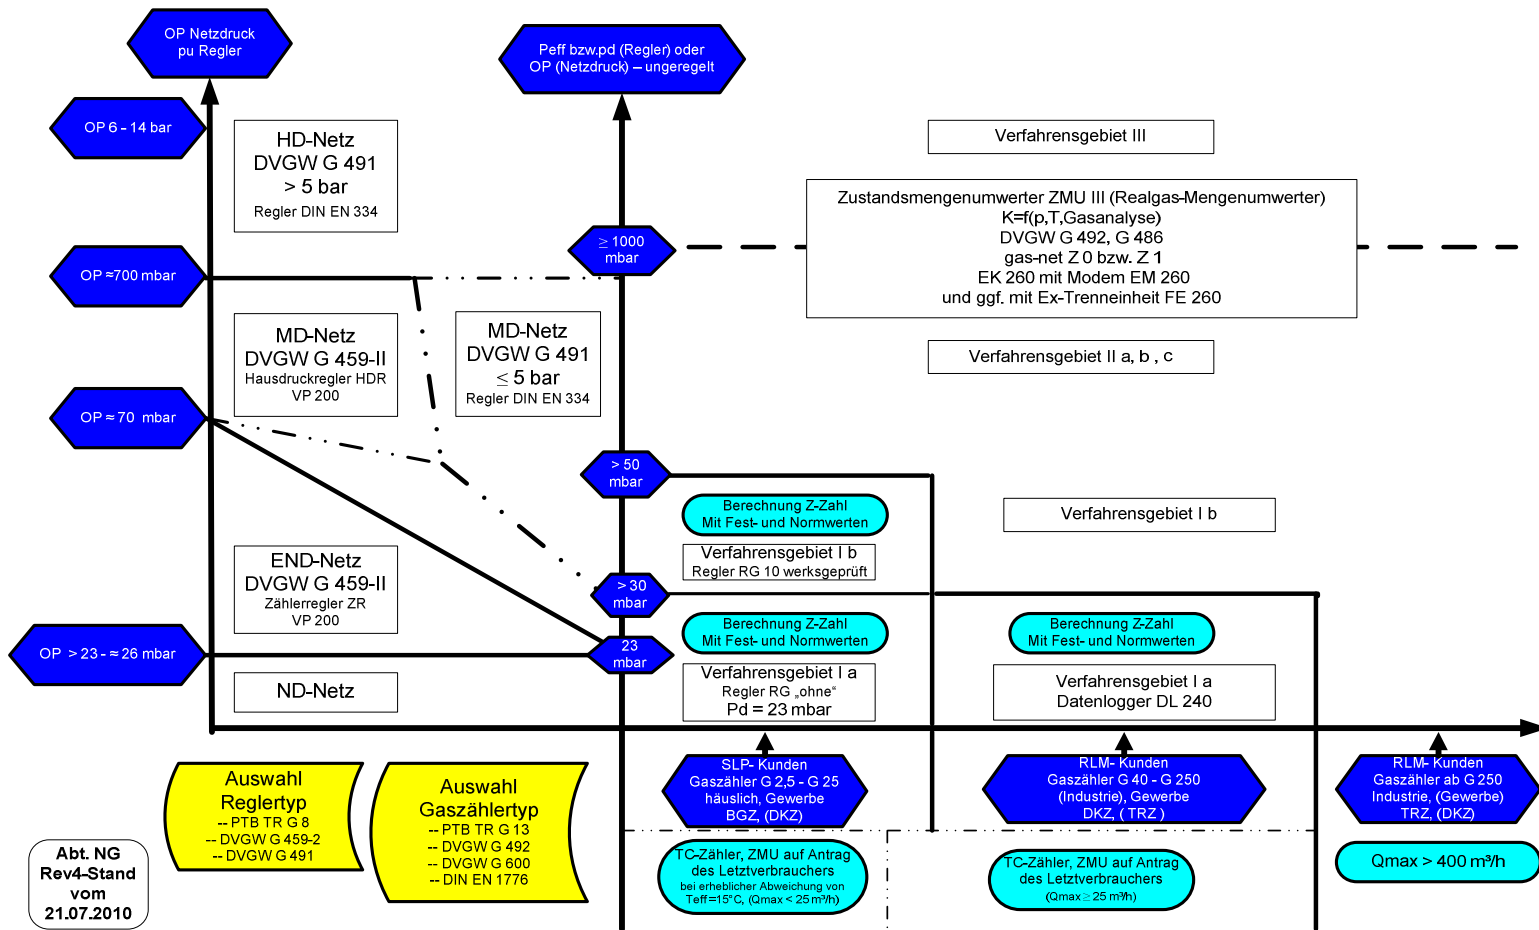 OP Netzdruck
pu Regler
Peff bzw.pd (Regler) oder
OP (Netzdruck) – ungeregelt
OP 6 - 14 bar
HD-Netz
DVGW G 491
> 5 bar
Regler DIN EN 334
Verfahrensgebiet III
Zustandsmengenumwerter ZMU III (Realgas-Mengenumwerter)
K=f(p,T,Gasanalyse)
DVGW G 492, G 486
gas-net Z 0 bzw. Z 1
EK 260 mit Modem EM 260
und ggf. mit Ex-Trenneinheit FE 260
≥ 1000
mbar
OP ≈700 mbar
MD-Netz
DVGW G 459-II
Hausdruckregler HDR
VP 200
MD-Netz
DVGW G 491
≤ 5 bar
Regler DIN EN 334
Verfahrensgebiet II a, b , c
OP ≈ 70 mbar
> 50
mbar
Berechnung Z-Zahl
Mit Fest- und Normwerten
Verfahrensgebiet I b
Verfahrensgebiet I b
Regler RG 10 werksgeprüft
END-Netz
DVGW G 459-II
Zählerregler ZR
VP 200
> 30
mbar
Berechnung Z-Zahl
Mit Fest- und Normwerten
Berechnung Z-Zahl
Mit Fest- und Normwerten
OP > 23 - ≈ 26 mbar
23
mbar
ND-Netz
Verfahrensgebiet I a
Regler RG „ohne“
Pd = 23 mbar
Verfahrensgebiet I a
Datenlogger DL 240
SLP- Kunden
Gaszähler G 2,5 - G 25
häuslich, Gewerbe
BGZ, (DKZ)
RLM- Kunden
Gaszähler G 40 - G 250
(Industrie), Gewerbe
DKZ, ( TRZ )
RLM- Kunden
Gaszähler ab G 250
Industrie, (Gewerbe)
TRZ, (DKZ)
Auswahl
Reglertyp
-- PTB TR G 8
-- DVGW G 459-2
-- DVGW G 491
Auswahl
Gaszählertyp
-- PTB TR G 13
-- DVGW G 492
-- DVGW G 600
-- DIN EN 1776
TC-Zähler, ZMU auf Antrag
des Letztverbrauchers
bei erheblicher Abweichung von
Teff =15°C, (Qmax < 25 m³/h)
TC-Zähler, ZMU auf Antrag
des Letztverbrauchers
(Qmax ≥ 25 m³/h)
Qmax > 400 m³/h
Abt. NG
Rev4-Stand
vom
21.07.2010